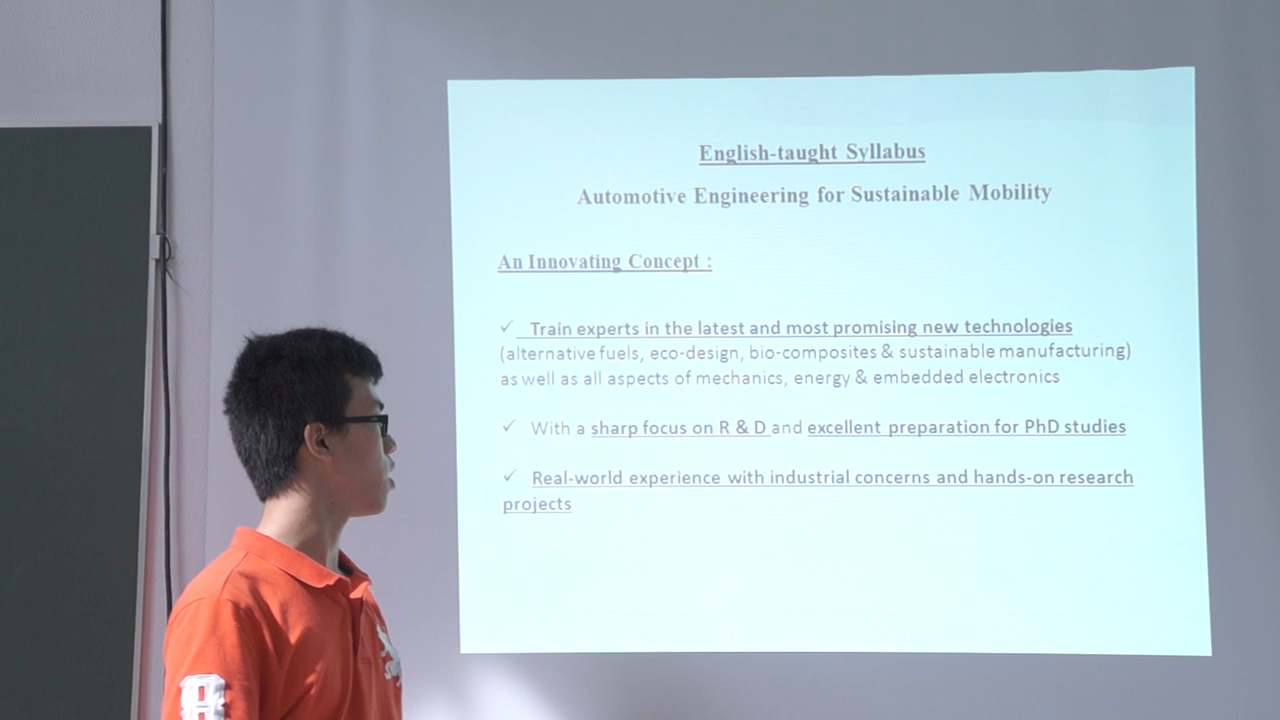 English-taught Syllabus
Automotive Engineering for Sustainable Mobility
An Innovating Concept :
✓ Train experts in the latest and most promising new technologies
(alternative fuels, eco-design, bio-composites & sustainable manufacturing)
as well as all aspects of mechanics, energy & embedded electronics
✓ With a sharp focus on R & D and excellent preparation for PhD studies
✓ Real-world experience with industrial concerns and hands-on research
projects